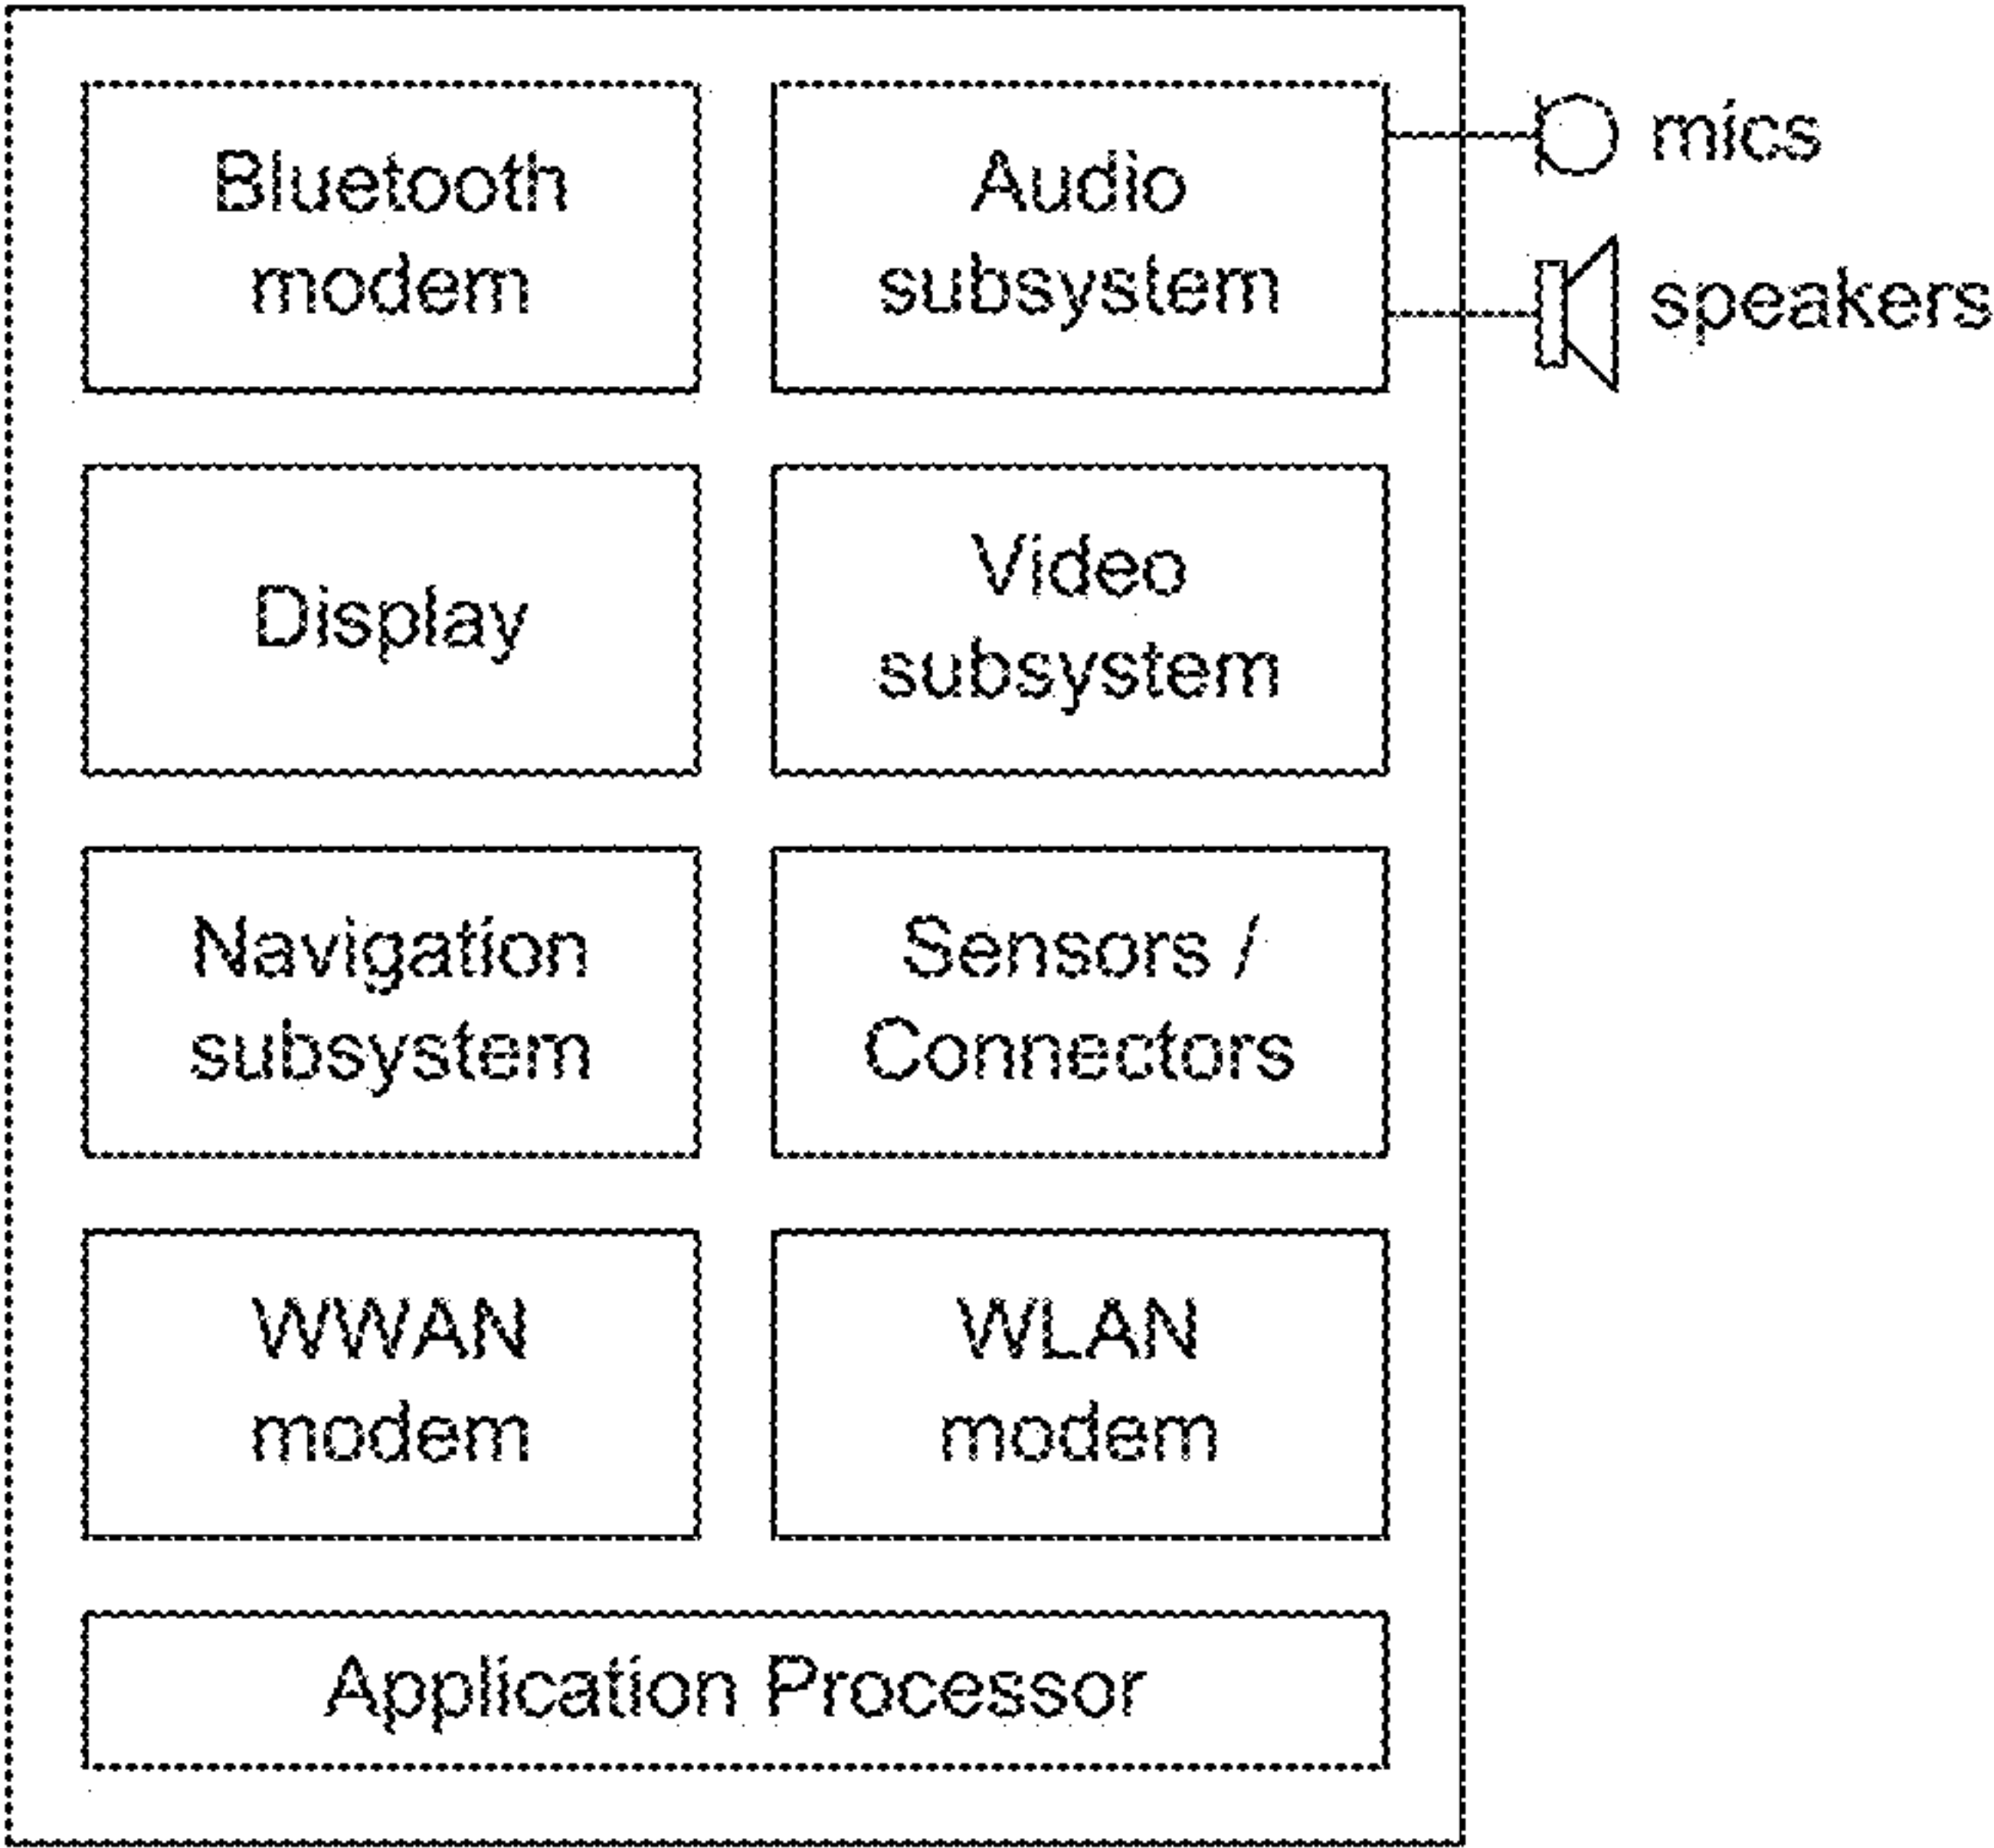 Bluetooth
modem
Audio
subsystem
mics
speakers
Display
Video
subsystem
Navigation
subsystem
Sensors /
Connectors
WWAN
modem
WLAN
modem
Application Processor